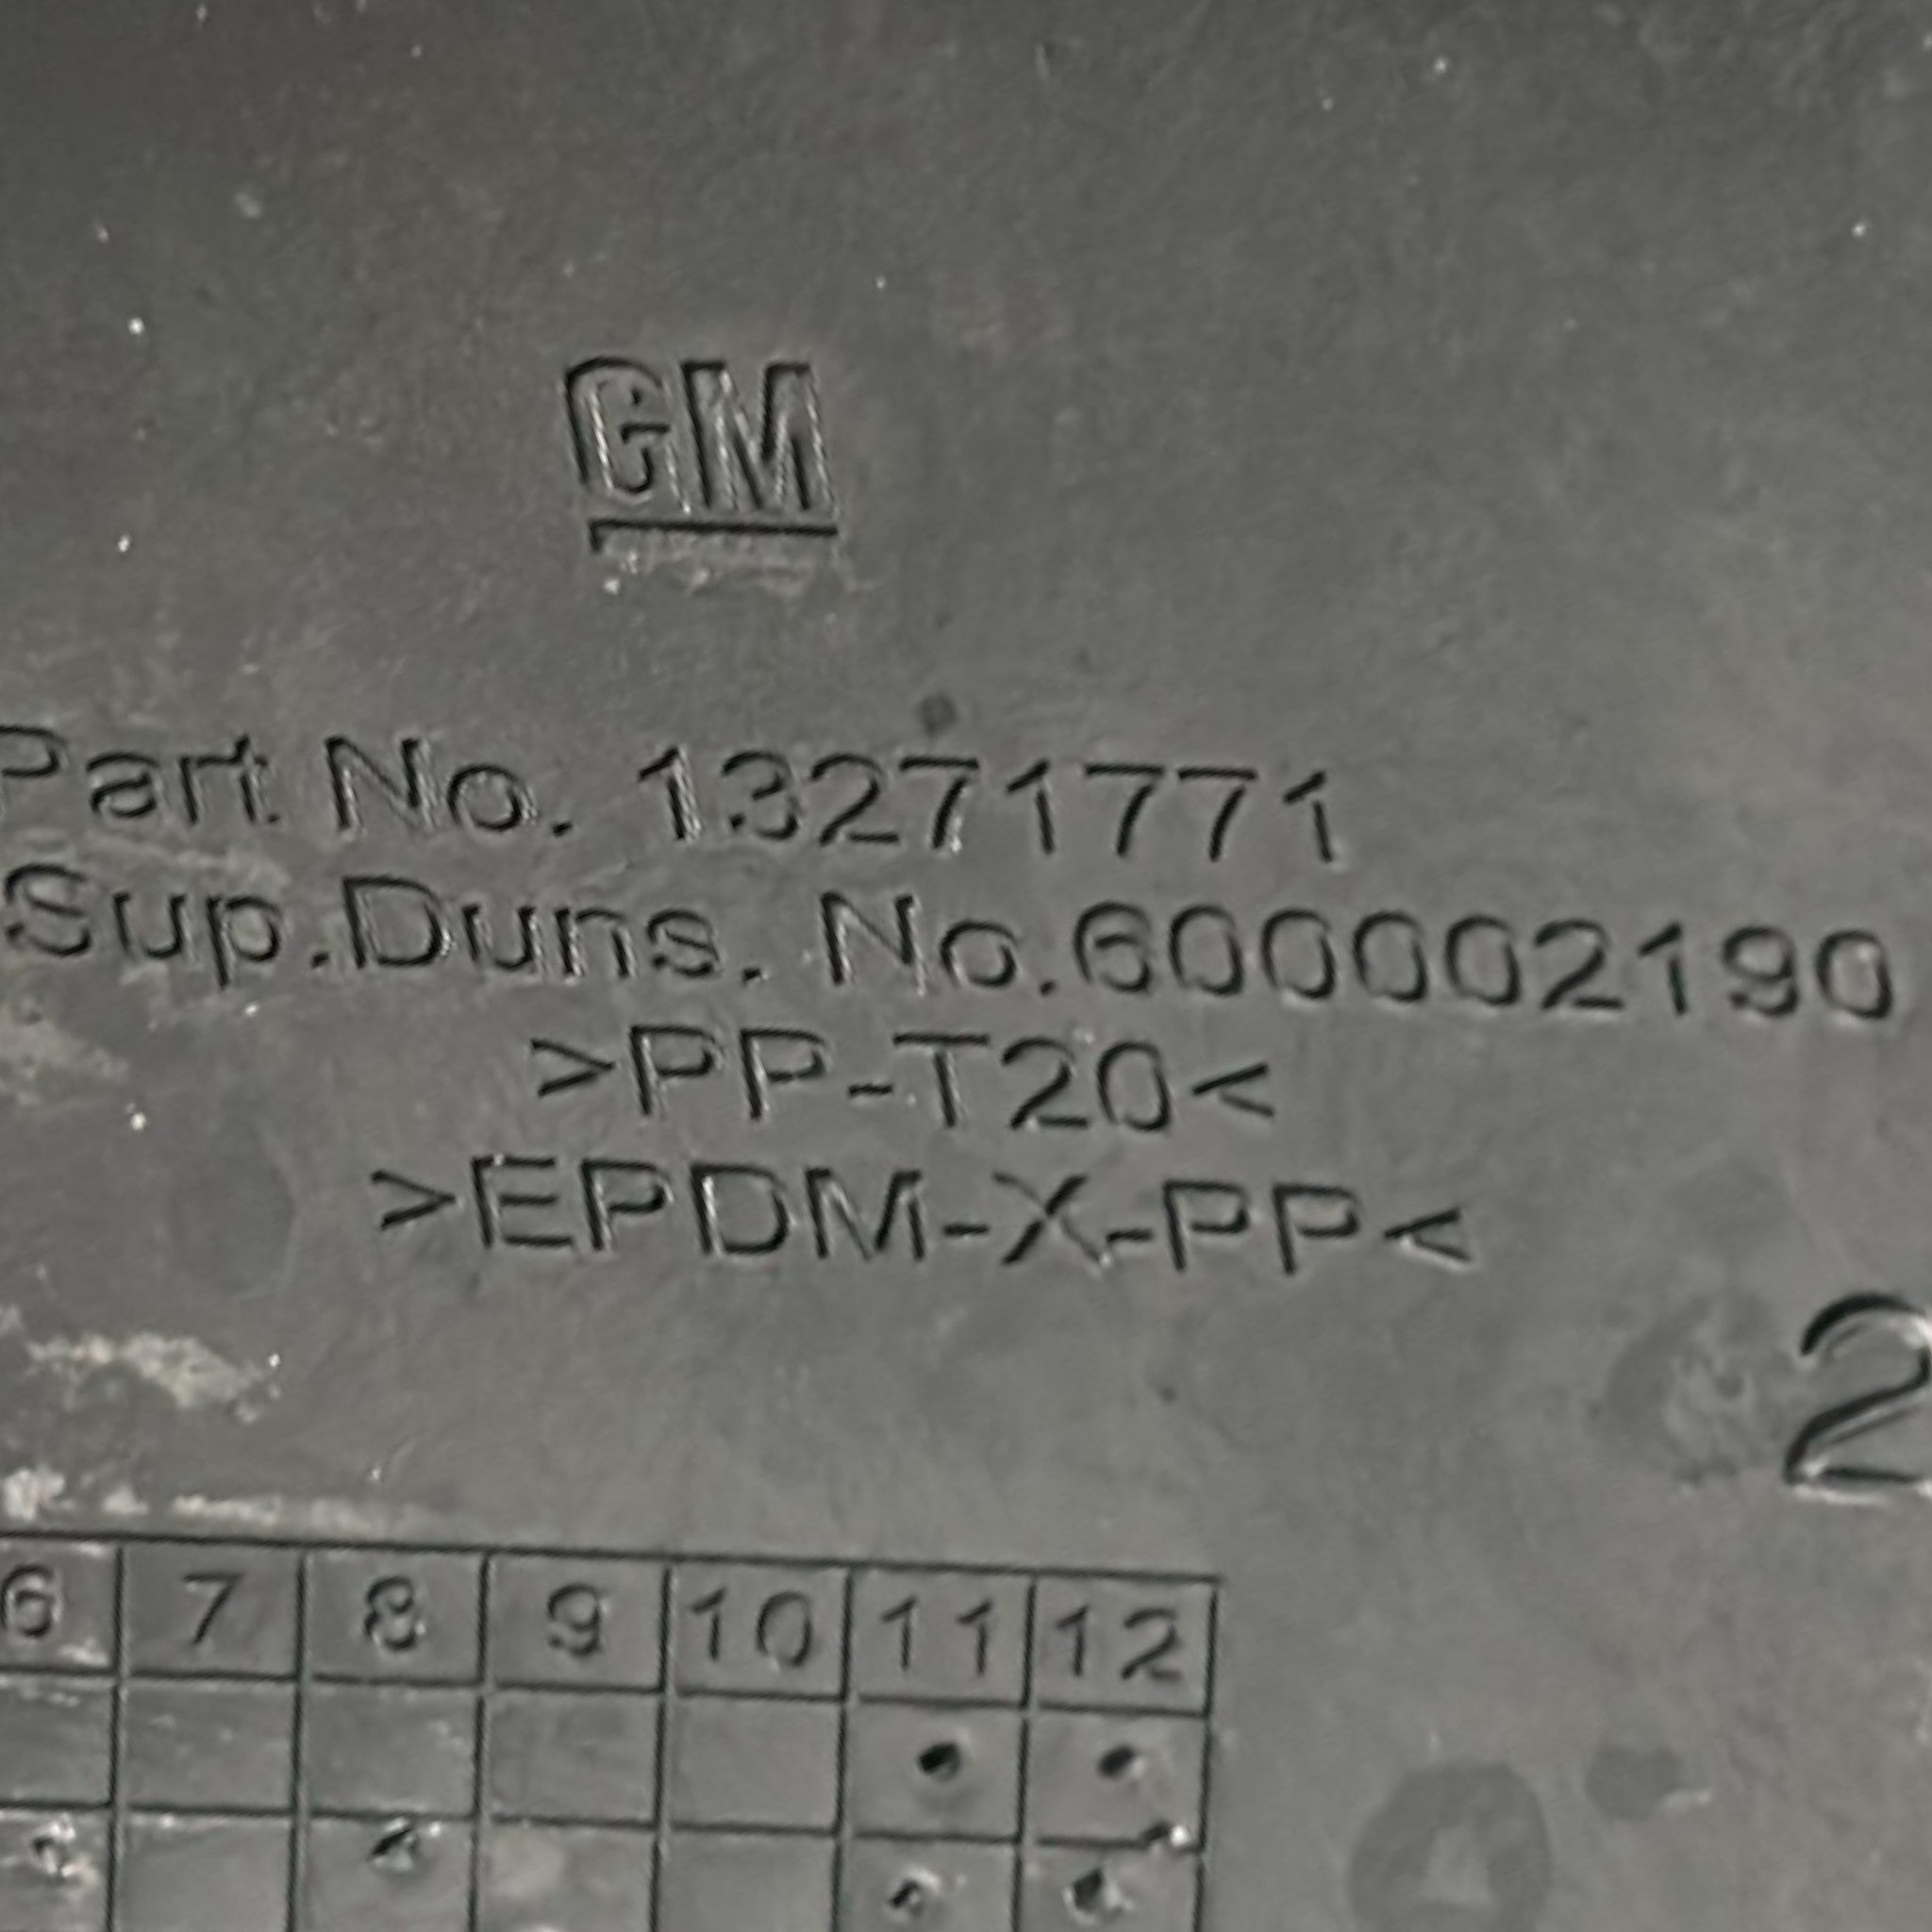 GM
Part No. 13271771
Sup.Duns. No.600002190
>PP-T20<
>EPDM-X-PP<
2
6 7 8 9 10 11 12